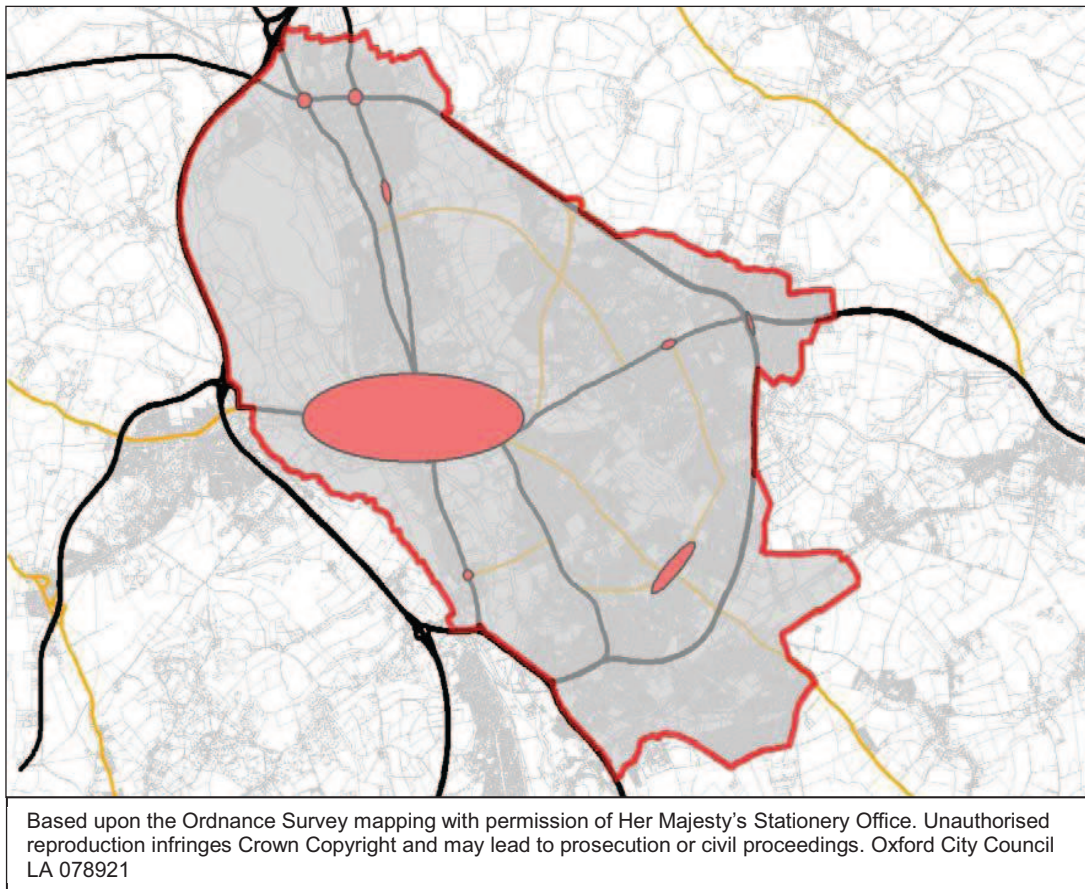 Based upon the Ordnance Survey mapping with permission of Her Majesty's Stationery Office. Unauthorised
reproduction infringes Crown Copyright and may lead to prosecution or civil proceedings. Oxford City Council
LA 078921